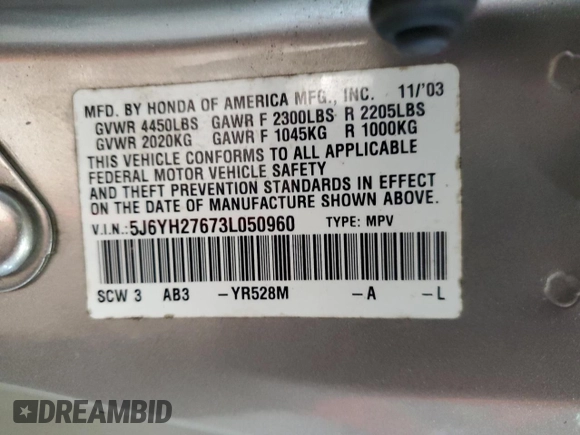 MFD. BY HONDA OF AMERICA MFG., INC. 11/'03
GVWR 4450LBS GAWR F 2300LBS R 2205LBS
GVWR 2020KG GAWR F 1045KG R 1000KG
THIS VEHICLE CONFORMS TO ALL APPLICABLE
FEDERAL MOTOR VEHICLE SAFETY
AND THEFT PREVENTION STANDARDS IN EFFECT
ON THE DATE OF MANUFACTURE SHOWN ABOVE.
V.I.N.:5J6YH27673L050960 TYPE: MPV
SCW 3 AB3 -YR528M -A -L
DREAMBID